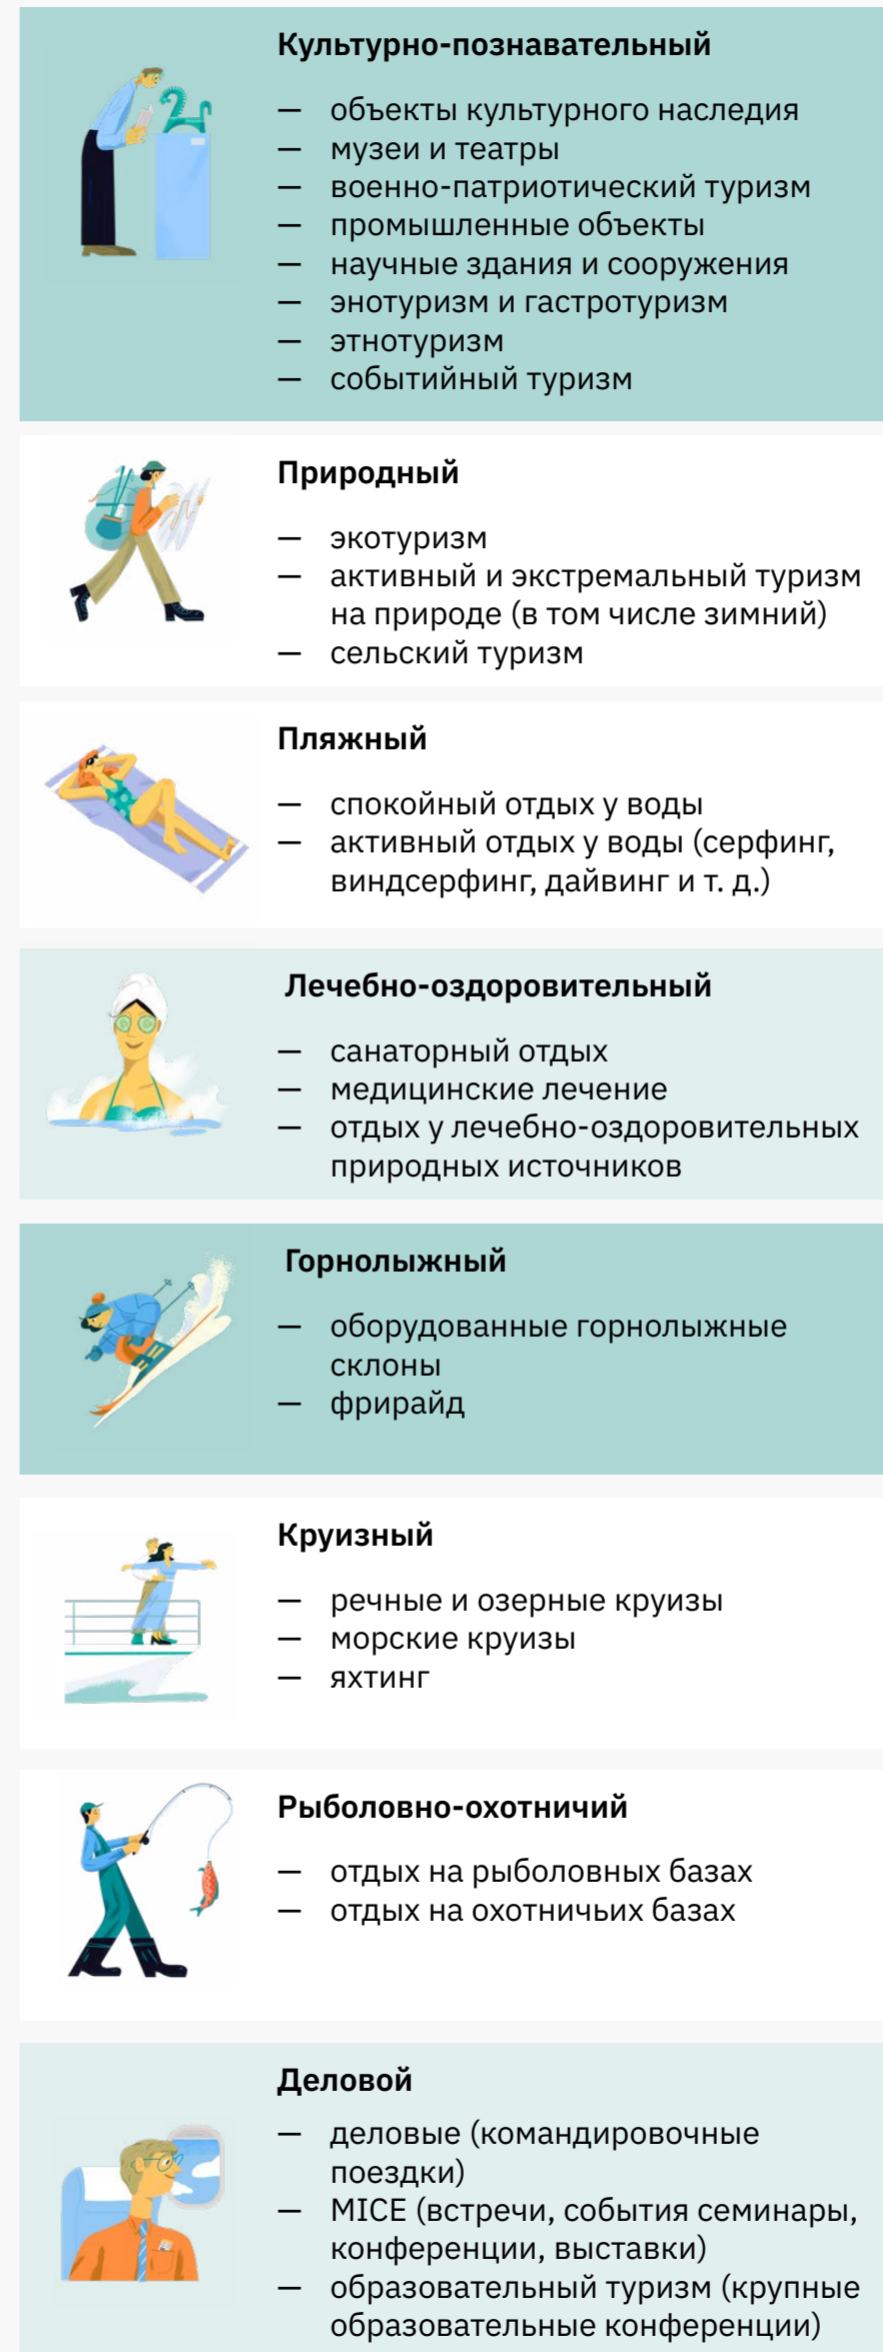 Культурно-познавательный
— объекты культурного наследия
— музеи и театры
— военно-патриотический туризм
— промышленные объекты
— научные здания и сооружения
— энотуризм и гастротуризм
— этнотуризм
— событийный туризм
Природный
— экотуризм
— активный и экстремальный туризм
на природе (в том числе зимний)
— сельский туризм
Пляжный
— спокойный отдых у воды
— активный отдых у воды (серфинг,
виндсерфинг, дайвинг и т. д.)
Лечебно-оздоровительный
— санаторный отдых
— медицинские лечение
— отдых у лечебно-оздоровительных
природных источников
Горнолыжный
— оборудованные горнолыжные
склоны
— фрирайд
Круизный
— речные и озерные круизы
— морские круизы
— яхтинг
Рыболовно-охотничий
— отдых на рыболовных базах
— отдых на охотничьих базах
Деловой
— деловые (командировочные
поездки)
— MICE (встречи, события семинары,
конференции, выставки)
— образовательный туризм (крупные
образовательные конференции)